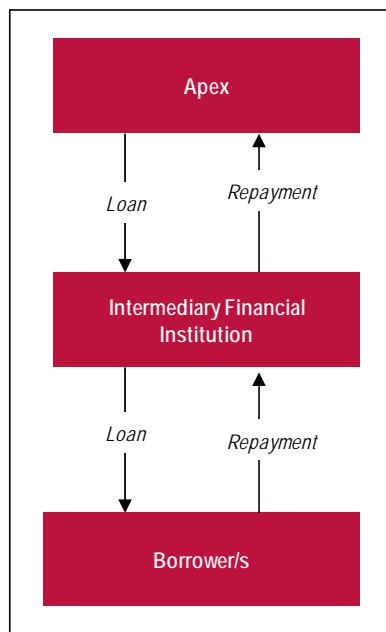 Apex
Loan
Repayment
Intermediary Financial
Institution
Loan
Repayment
Borrower/s